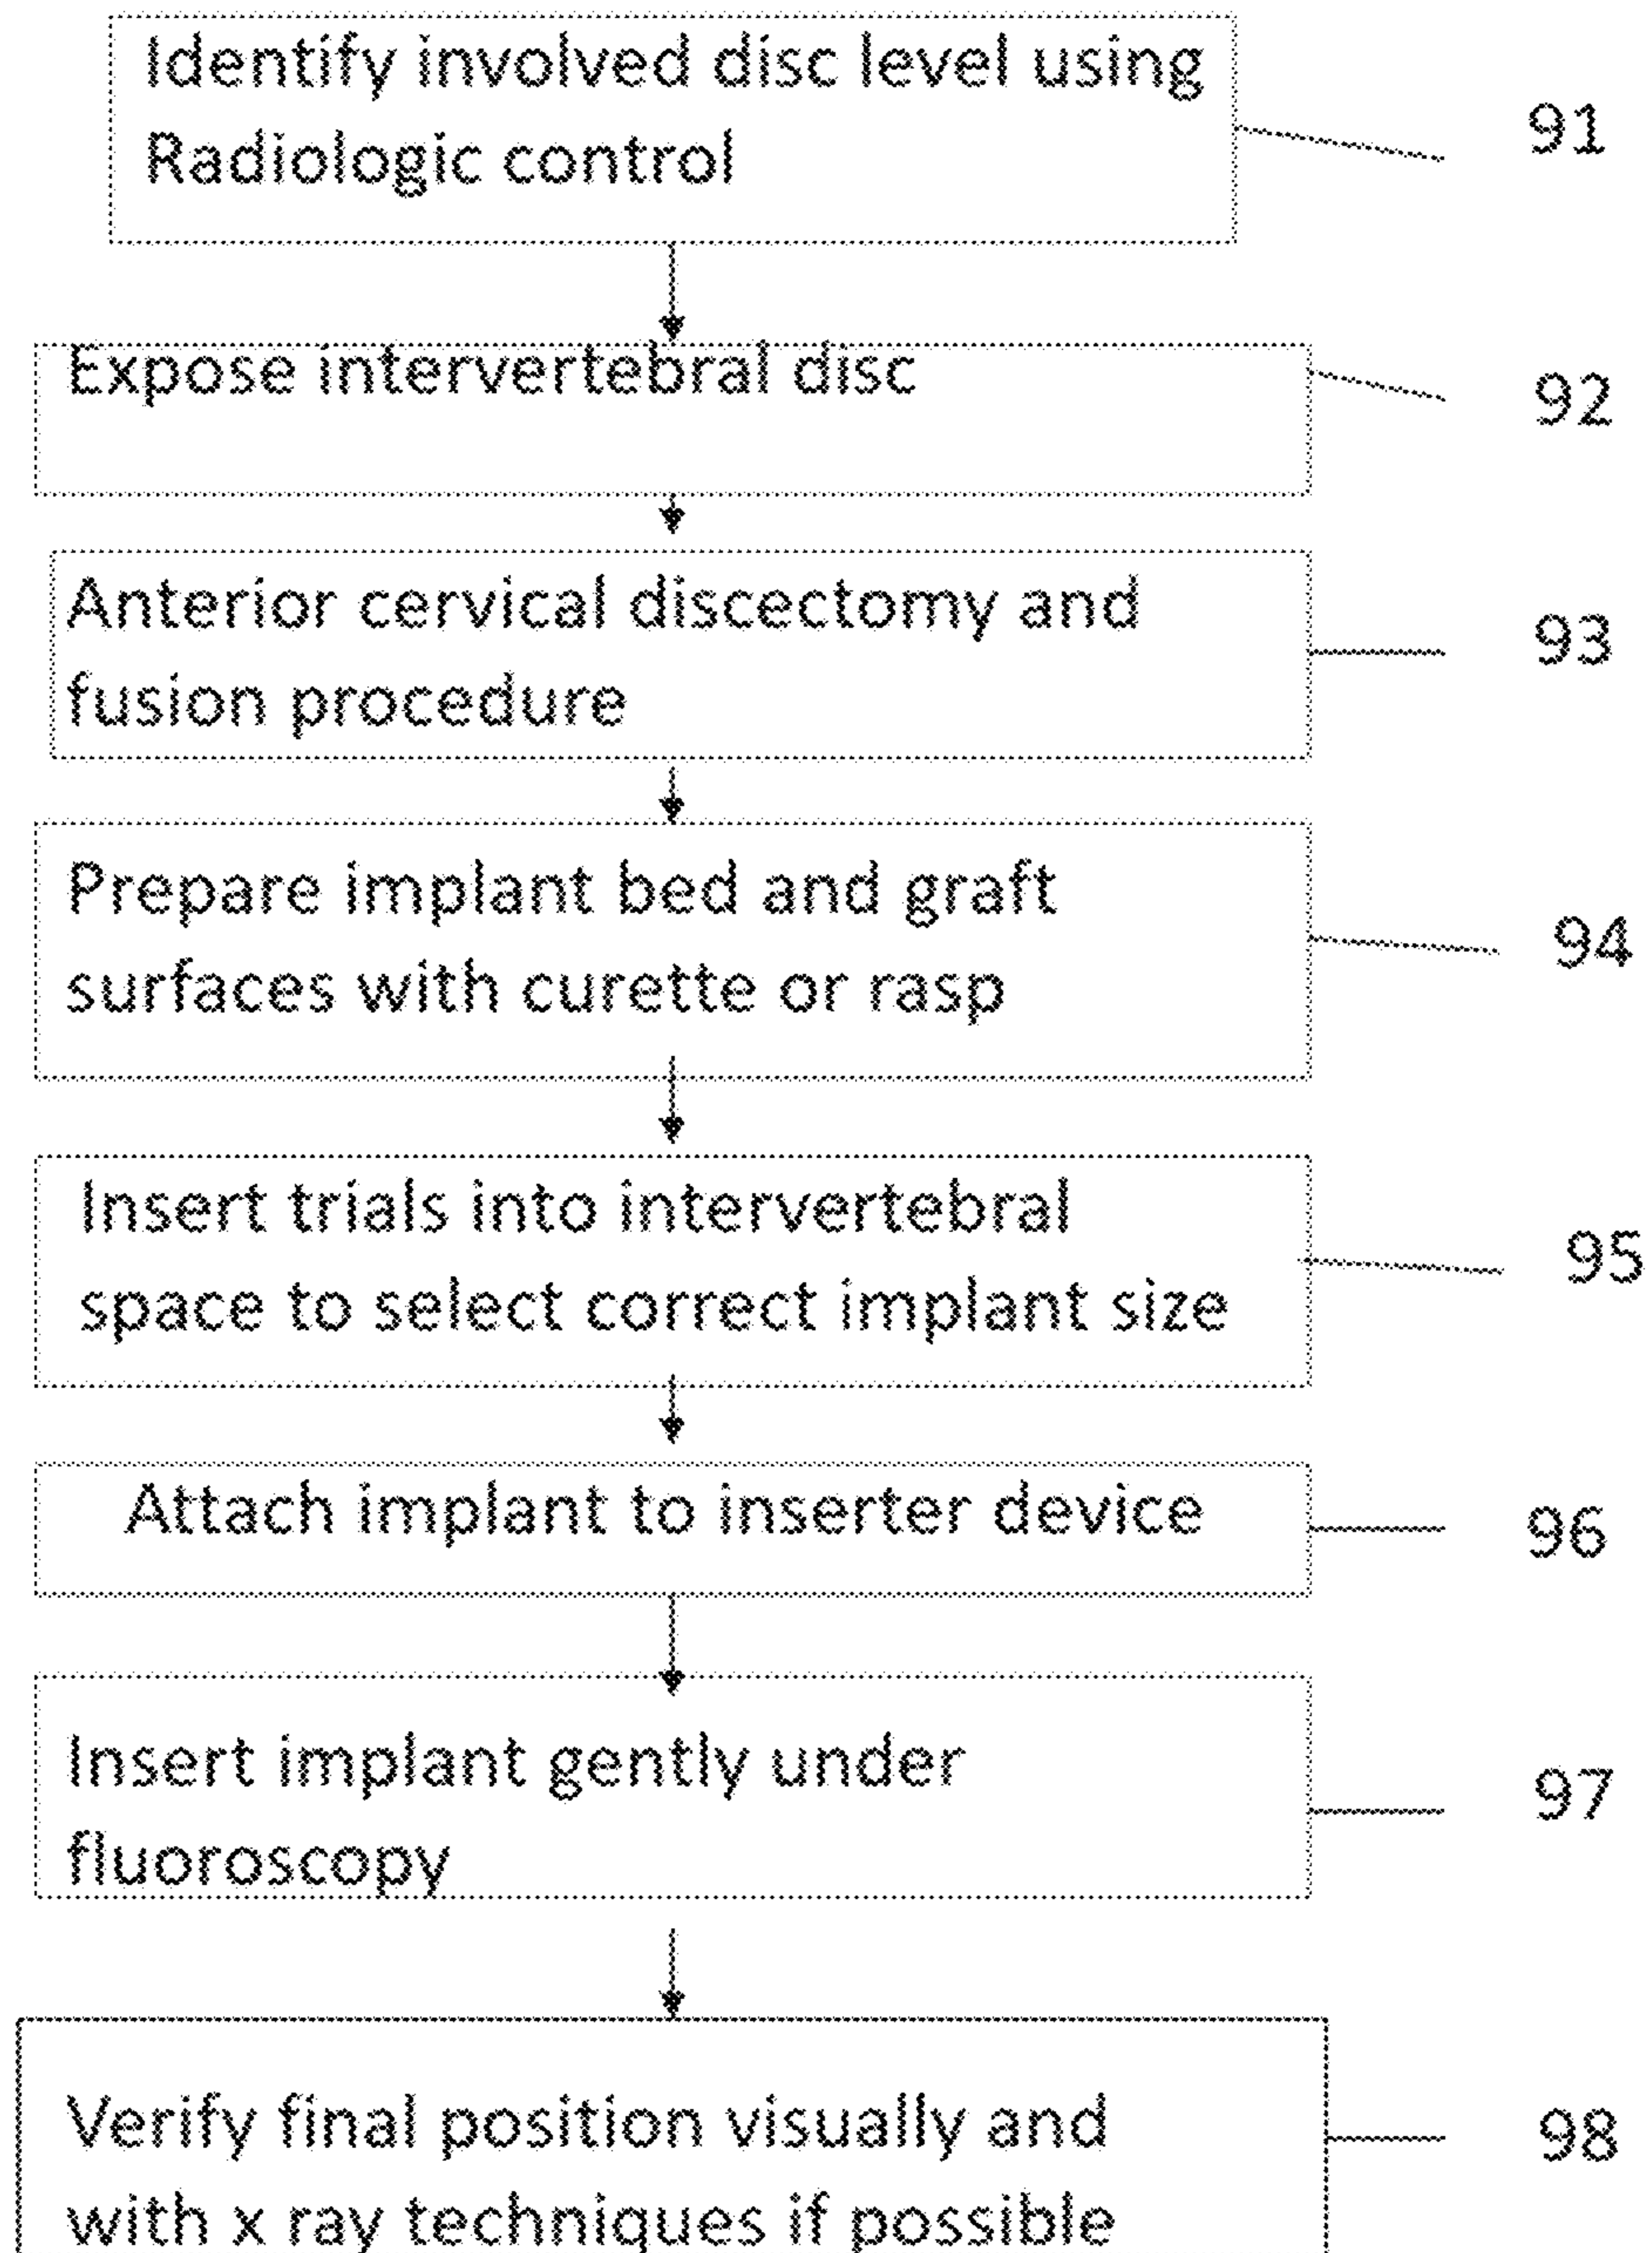 Identify involved disc level using
Radiologic control
91
Expose intervertebral disc
92
Anterior cervical discectomy and
fusion procedure
93
Prepare implant bed and graft
surfaces with curette or rasp
94
Insert trials into intervertebral
space to select correct implant size
95
Attach implant to inserter device
96
Insert implant gently under
fluoroscopy
97
Verify final position visually and
with x ray techniques if possible
98